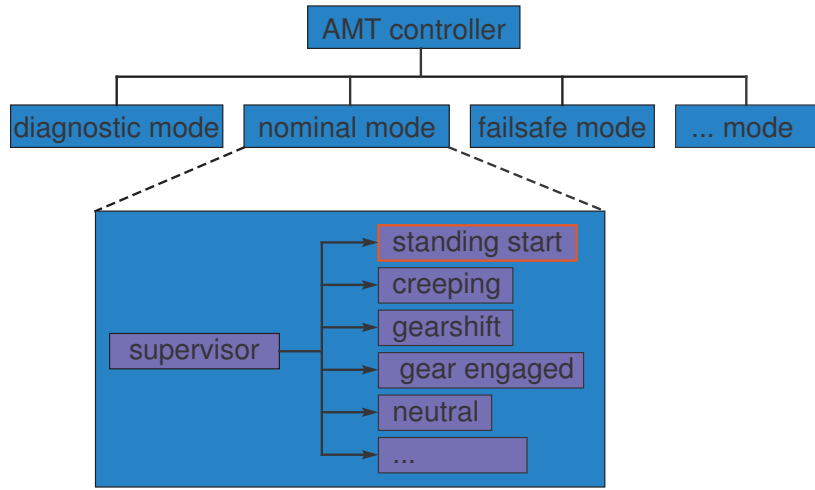 AMT controller
diagnostic mode
nominal mode
failsafe mode
... mode
supervisor
standing start
creeping
gearshift
gear engaged
neutral
...